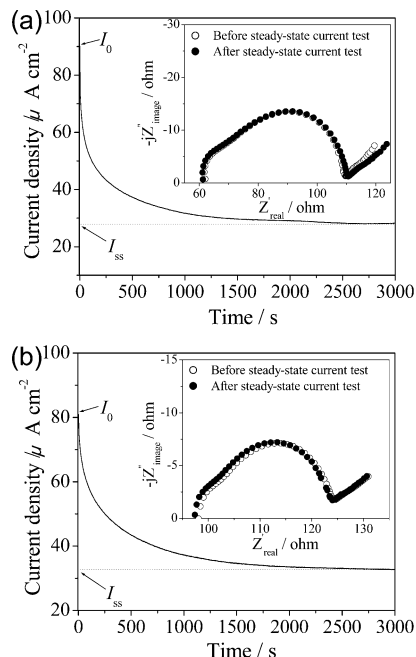 (a)
100
80
60
40
20
Current density /μ A cm⁻²
I₀
Iss
0 500 1000 1500 2000 2500 3000
Time / s
-30
-20
-10
0
-jZ"image / ohm
Before steady-state current test
After steady-state current test
60 80 100 120
Z'real / ohm
(b)
100
80
60
40
20
Current density /μ A cm⁻²
I₀
Iss
0 500 1000 1500 2000 2500 3000
Time / s
-15
-10
-5
0
-jZ"image / ohm
Before steady-state current test
After steady-state current test
100 110 120 130
Z'real / ohm